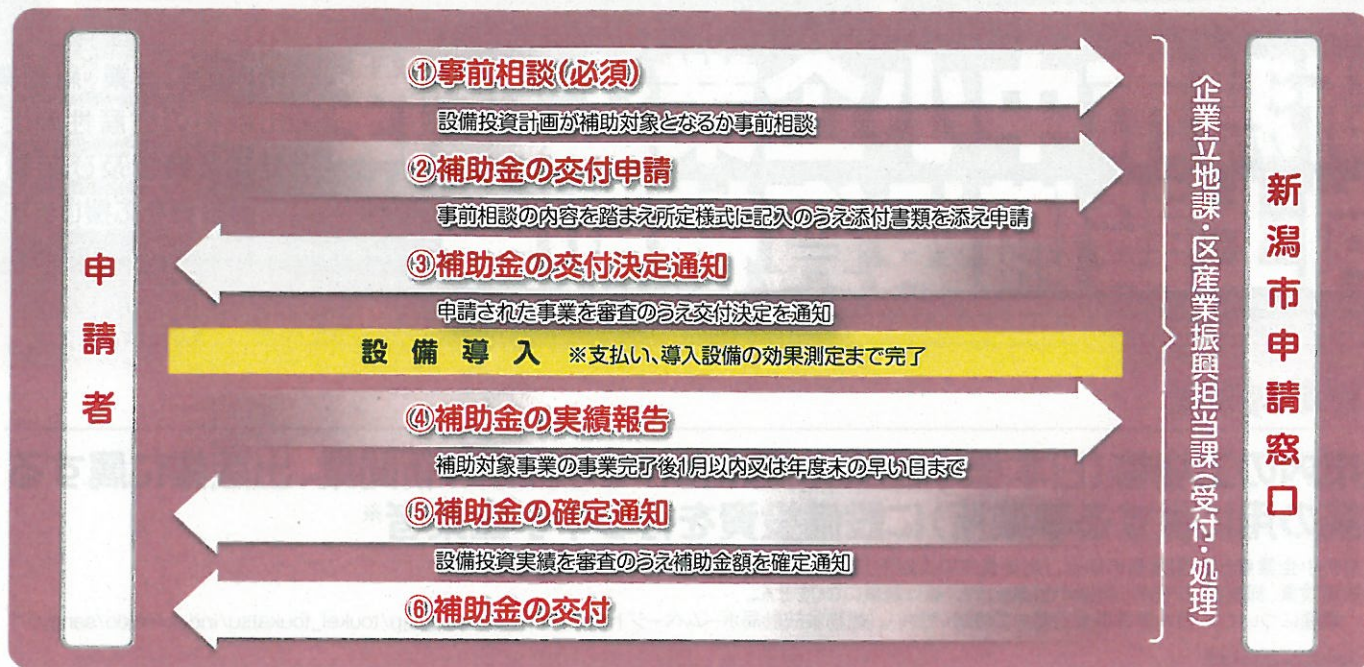 申請者
①事前相談(必須)
設備投資計画が補助対象となるか事前相談
②補助金の交付申請
事前相談の内容を踏まえ所定様式に記入のうえ添付書類を添え申請
③補助金の交付決定通知
申請された事業を審査のうえ交付決定を通知
設備導入 ※支払い、導入設備の効果測定まで完了
④補助金の実績報告
補助対象事業の事業完了後1月以内又は年度末の早い日まで
⑤補助金の確定通知
設備投資実績を審査のうえ補助金額を確定通知
⑥補助金の交付
企業立地課・区産業振興担当課(受付・処理)
新潟市申請窓口